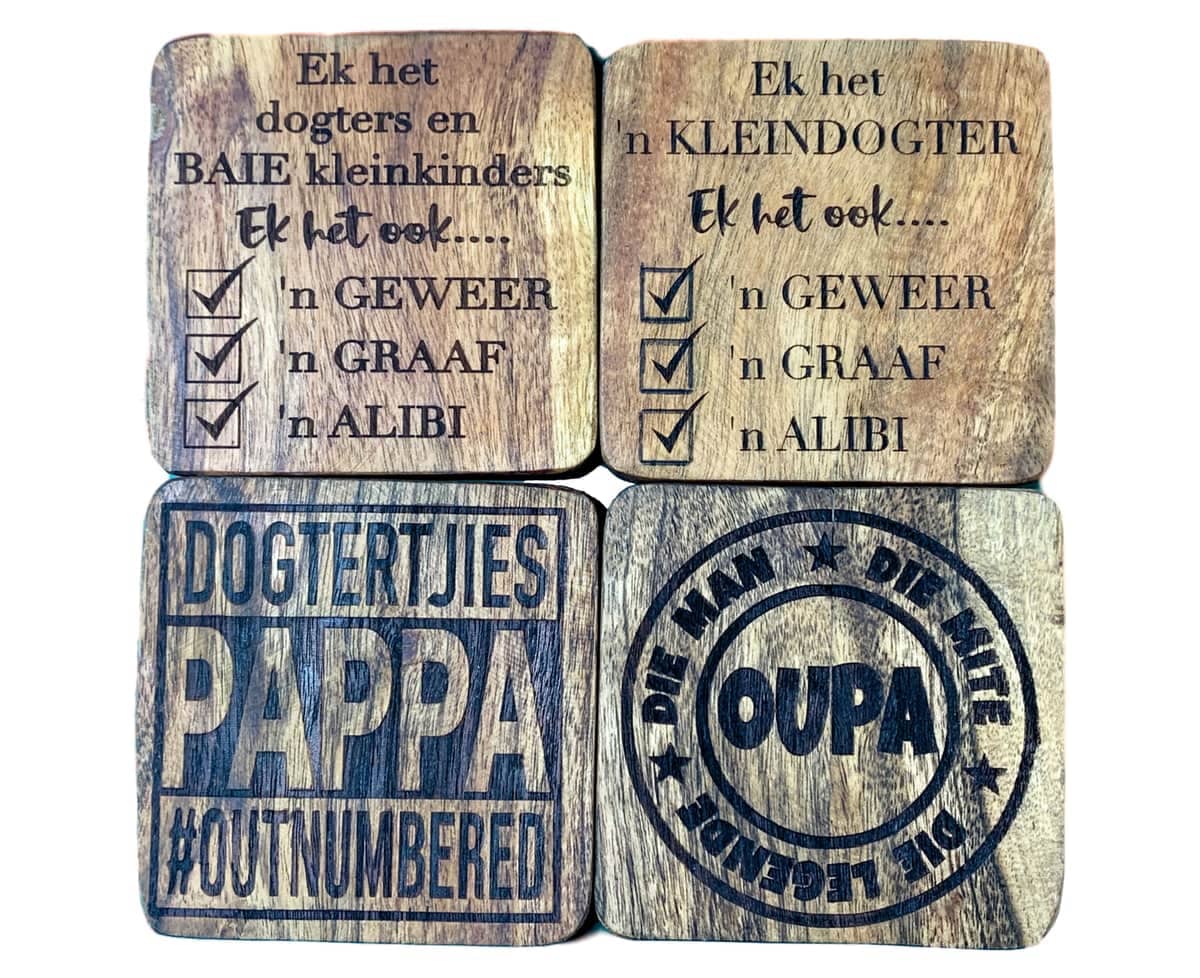 Ek het
dogters en
BAIE kleinkinders
Ek het ook....
'n GEWEER
'n GRAAF
'n ALIBI
Ek het
'n KLEINDOGTER
Ek het ook....
'n GEWEER
'n GRAAF
'n ALIBI
DOGTERTJIES
PAPPA
#OUTNUMBERED
DIE MAN ★ DIE MITE ★ DIE LEGENDE ★
OUPA